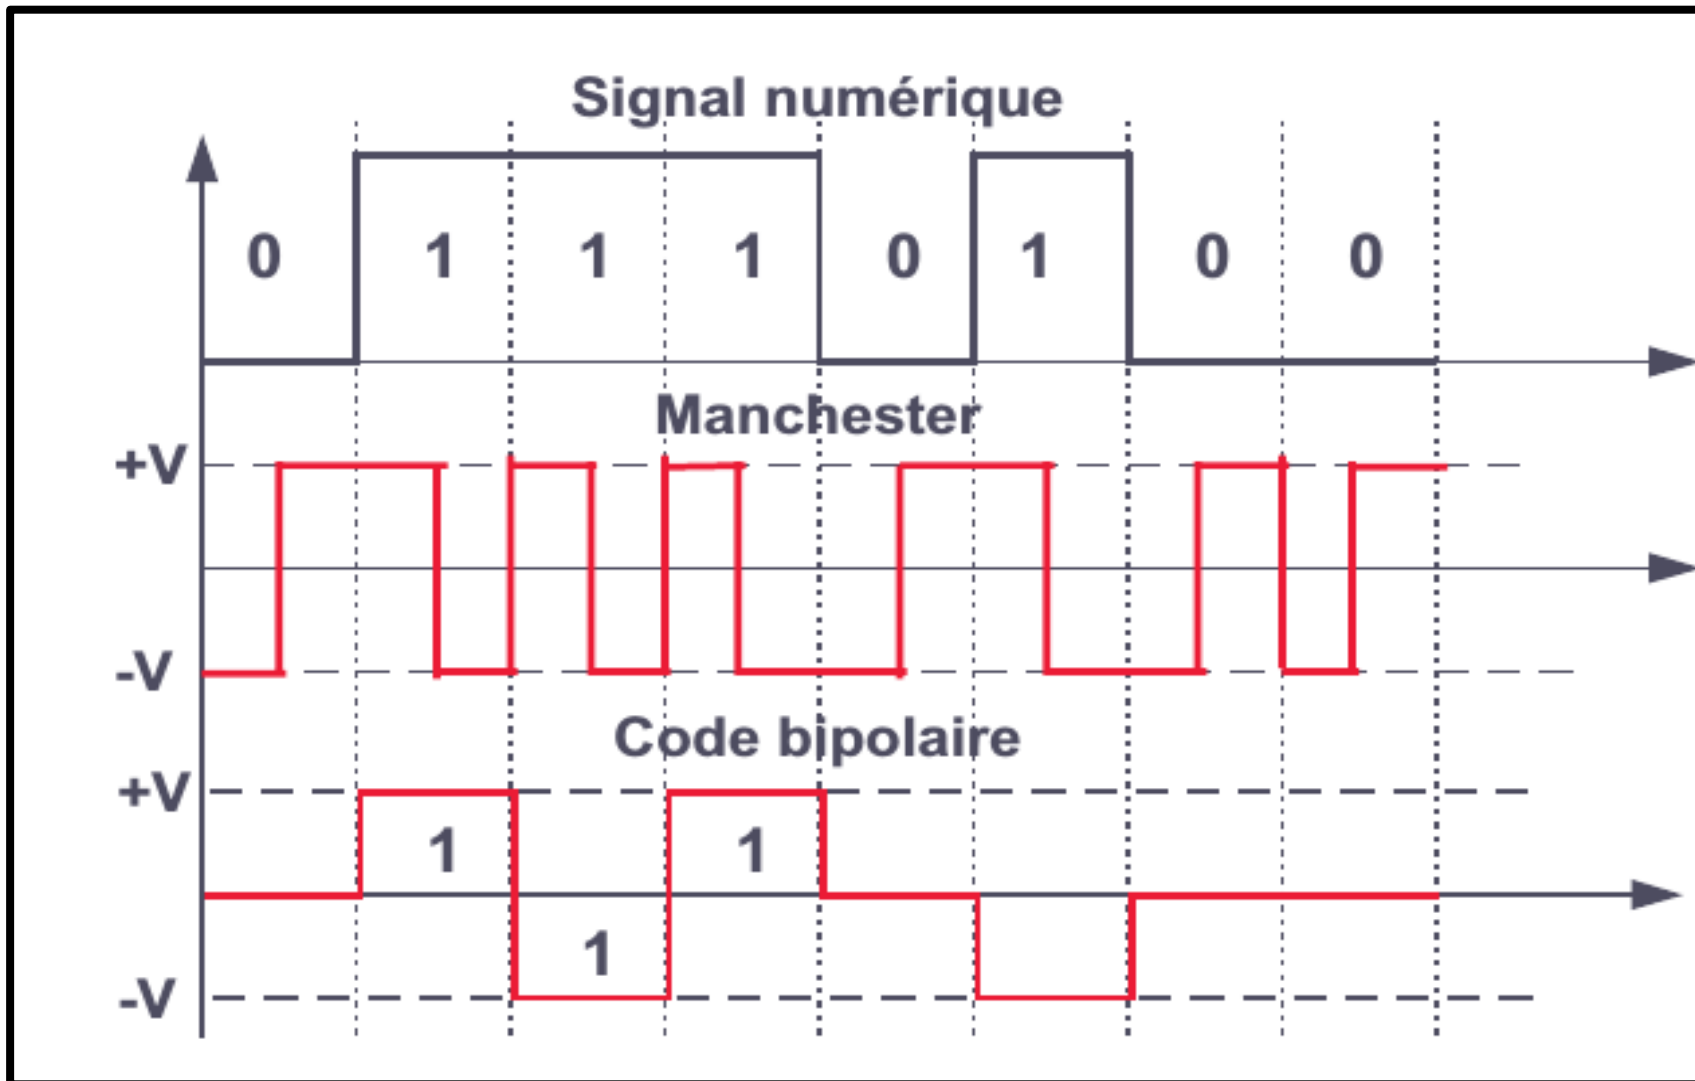 Signal numérique
0 1 1 1 0 1 0 0
Manchester
+V
-V
Code bipolaire
+V
1 1
1
-V